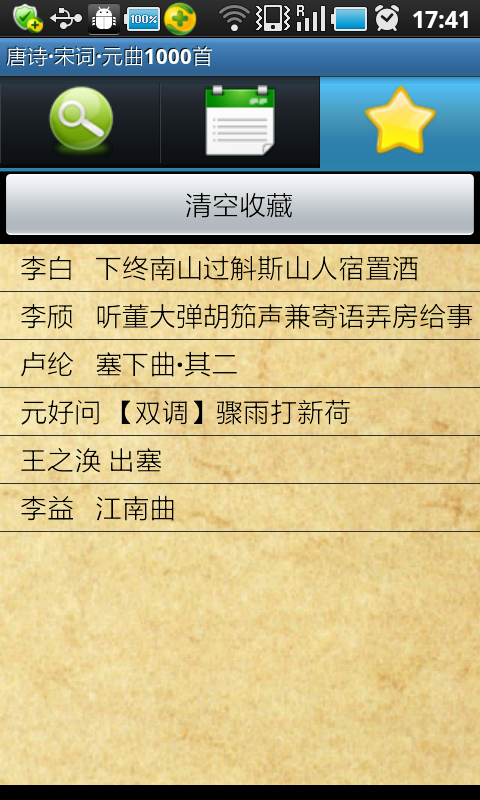 100%
R
17:41
唐诗·宋词·元曲1000首
清空收藏
李白 下终南山过斛斯山人宿置酒
李颀 听董大弹胡笳声兼寄语弄房给事
卢纶 塞下曲·其二
元好问 【双调】骤雨打新荷
王之涣 出塞
李益 江南曲